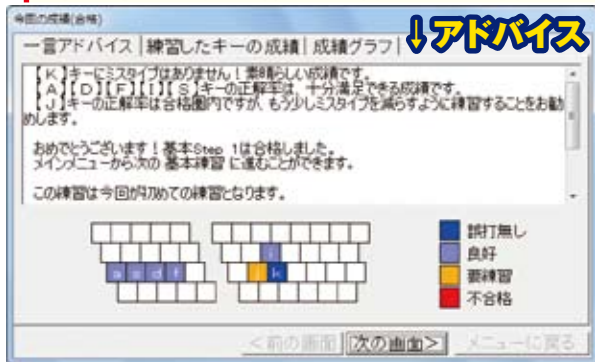 今回の成績(合格)
↓アドバイス
一言アドバイス 練習したキーの成績 成績グラフ
【K】キーにミスタイプはありません！素晴らしい成績です。
【A】【D】【F】【I】【S】キーの正解率は、十分満足できる成績です。
【J】キーの正解率は合格圏内ですが、もう少しミスタイプを減らすように練習することをお勧
めします。
おめでとうございます！基本Step 1は合格しました。
メインメニューから次の 基本練習 に進むことができます。
この練習は今回が初めての練習となります。
誤打無し
i
良好
a s d f j k
要練習
不合格
<前の画面 次の画面> メニューに戻る